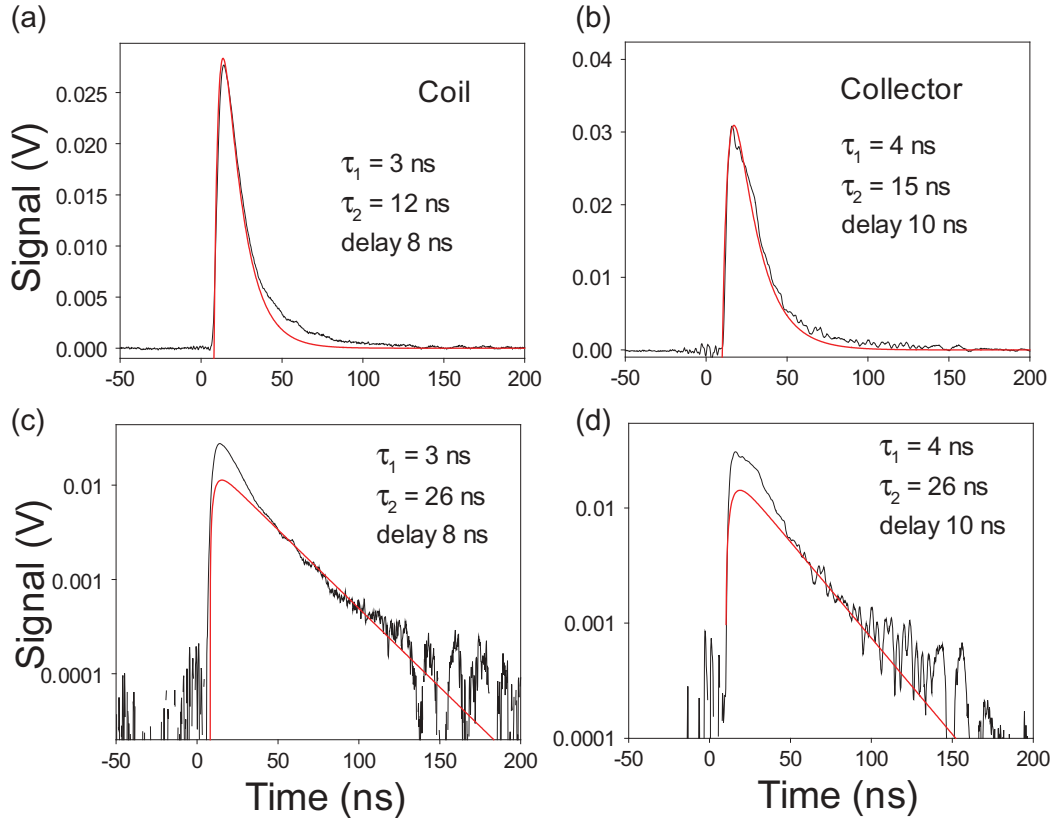 (a)
Coil
τ1 = 3 ns
τ2 = 12 ns
delay 8 ns
Signal (V)
0.025
0.020
0.015
0.010
0.005
0.000
-50 0 50 100 150 200
(b)
Collector
τ1 = 4 ns
τ2 = 15 ns
delay 10 ns
0.04
0.03
0.02
0.01
0.00
-50 0 50 100 150 200
(c)
τ1 = 3 ns
τ2 = 26 ns
delay 8 ns
Signal (V)
0.01
0.001
0.0001
-50 0 50 100 150 200
Time (ns)
(d)
τ1 = 4 ns
τ2 = 26 ns
delay 10 ns
0.01
0.001
0.0001
-50 0 50 100 150 200
Time (ns)